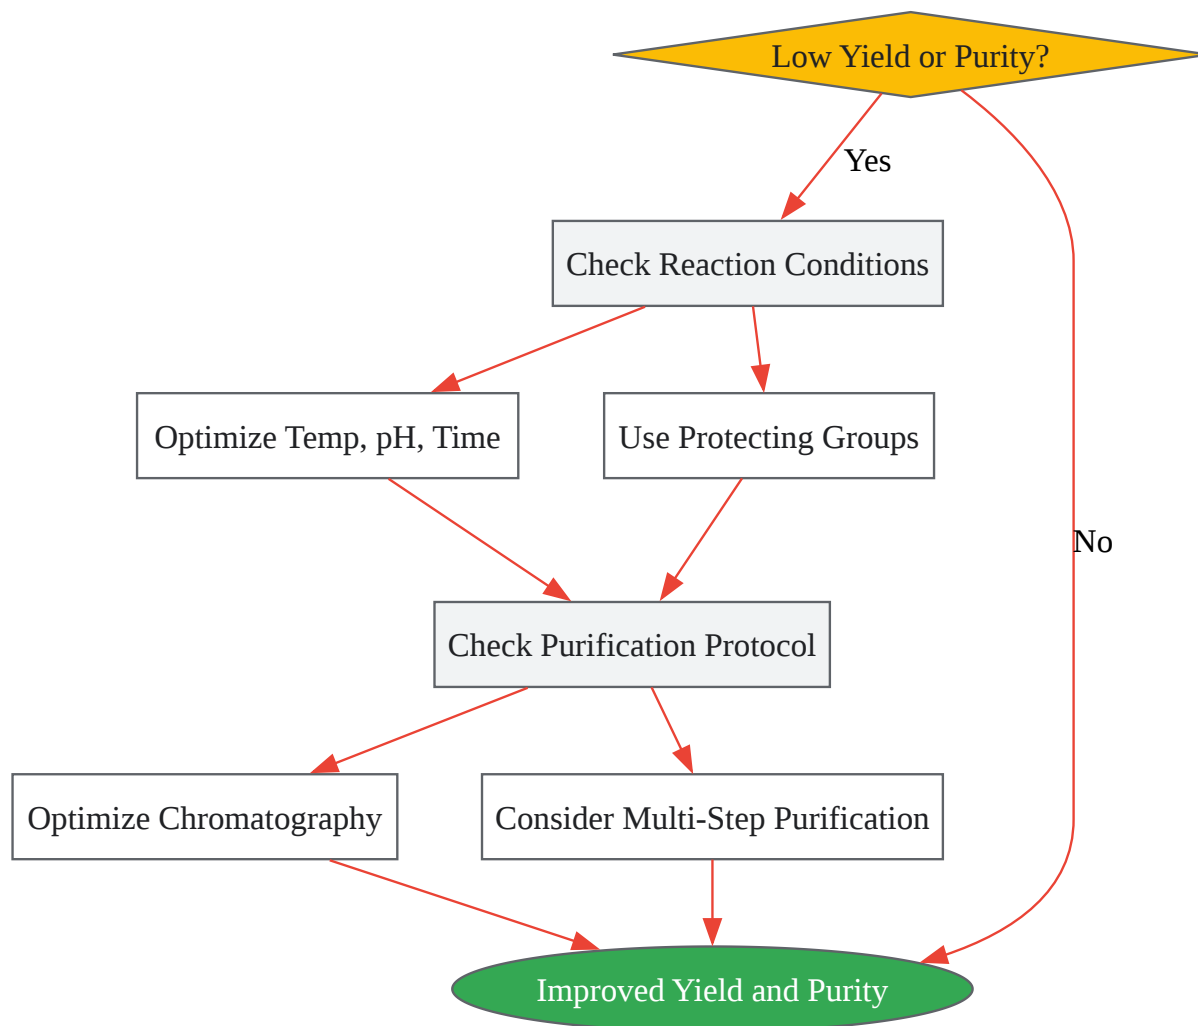 Low Yield or Purity?
Yes
Check Reaction Conditions
Optimize Temp, pH, Time
Use Protecting Groups
No
Check Purification Protocol
Optimize Chromatography
Consider Multi-Step Purification
Improved Yield and Purity